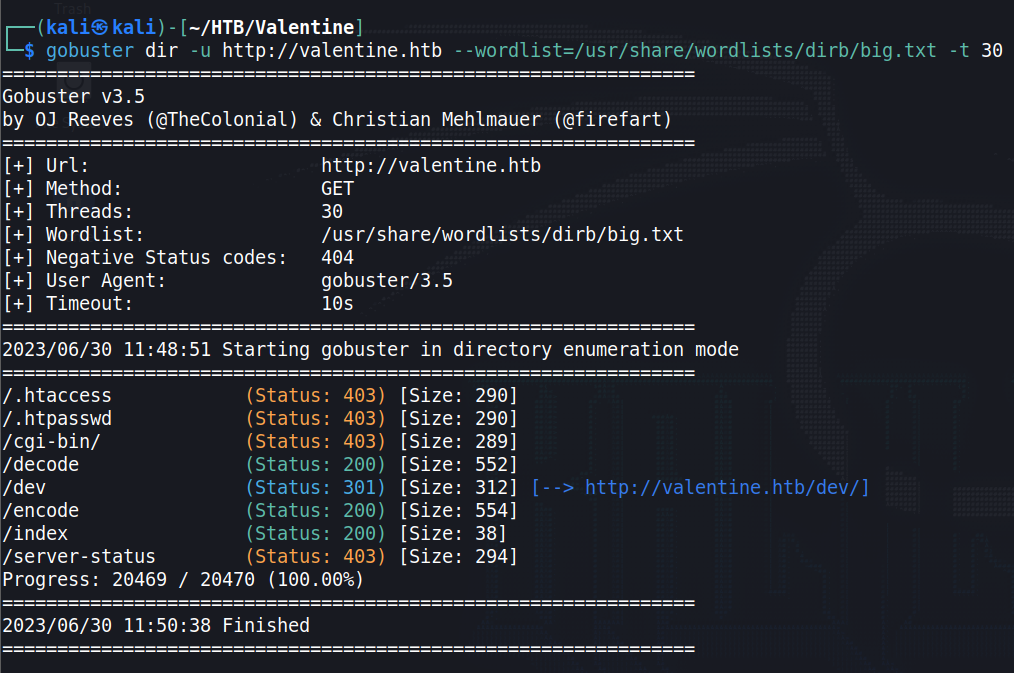 Trash
┌──(kali㉿kali)-[~/HTB/Valentine]
└─$ gobuster dir -u http://valentine.htb --wordlist=/usr/share/wordlists/dirb/big.txt -t 30
===============================================================
Gobuster v3.5
by OJ Reeves (@TheColonial) & Christian Mehlmauer (@firefart)
===============================================================
[+] Url:                     http://valentine.htb
[+] Method:                  GET
[+] Threads:                 30
[+] Wordlist:                /usr/share/wordlists/dirb/big.txt
[+] Negative Status codes:   404
[+] User Agent:              gobuster/3.5
[+] Timeout:                 10s
===============================================================
2023/06/30 11:48:51 Starting gobuster in directory enumeration mode
===============================================================
/.htaccess            (Status: 403) [Size: 290]
/.htpasswd            (Status: 403) [Size: 290]
/cgi-bin/             (Status: 403) [Size: 289]
/decode               (Status: 200) [Size: 552]
/dev                  (Status: 301) [Size: 312] [--> http://valentine.htb/dev/]
/encode               (Status: 200) [Size: 554]
/index                (Status: 200) [Size: 38]
/server-status        (Status: 403) [Size: 294]
Progress: 20469 / 20470 (100.00%)
===============================================================
2023/06/30 11:50:38 Finished
===============================================================